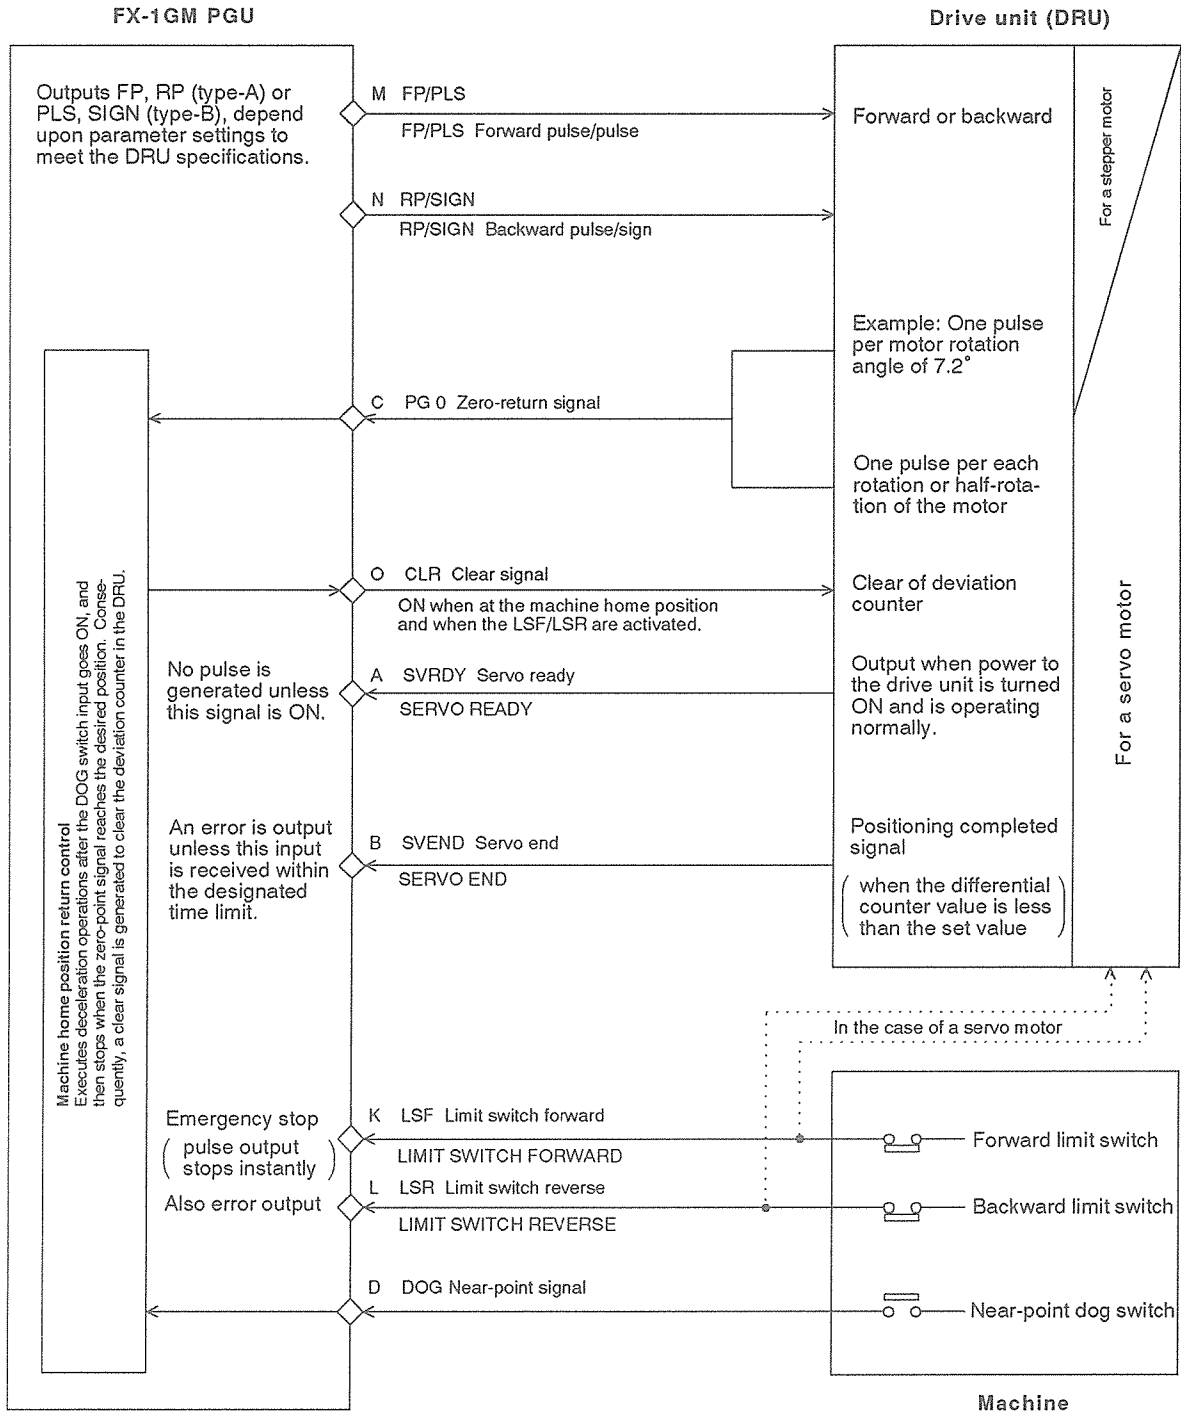 FX-1GM PGU
Drive unit (DRU)
Outputs FP, RP (type-A) or
PLS, SIGN (type-B), depend
upon parameter settings to
meet the DRU specifications.
M FP/PLS
FP/PLS Forward pulse/pulse
Forward or backward
For a stepper motor
N RP/SIGN
RP/SIGN Backward pulse/sign
Example: One pulse
per motor rotation
angle of 7.2°
C PG 0 Zero-return signal
One pulse per each
rotation or half-rota-
tion of the motor
O CLR Clear signal
ON when at the machine home position
and when the LSF/LSR are activated.
Clear of deviation
counter
For a servo motor
No pulse is
generated unless
this signal is ON.
A SVRDY Servo ready
SERVO READY
Output when power to
the drive unit is turned
ON and is operating
normally.
Machine home position return control
Executes deceleration operations after the DOG switch input goes ON, and
then stops when the zero-point signal reaches the desired position. Conse-
quently, a clear signal is generated to clear the deviation counter in the DRU.
An error is output
unless this input
is received within
the designated
time limit.
B SVEND Servo end
SERVO END
Positioning completed
signal
( when the differential
counter value is less
than the set value )
In the case of a servo motor
Emergency stop
( pulse output
stops instantly )
Also error output
K LSF Limit switch forward
LIMIT SWITCH FORWARD
Forward limit switch
L LSR Limit switch reverse
LIMIT SWITCH REVERSE
Backward limit switch
D DOG Near-point signal
Near-point dog switch
Machine